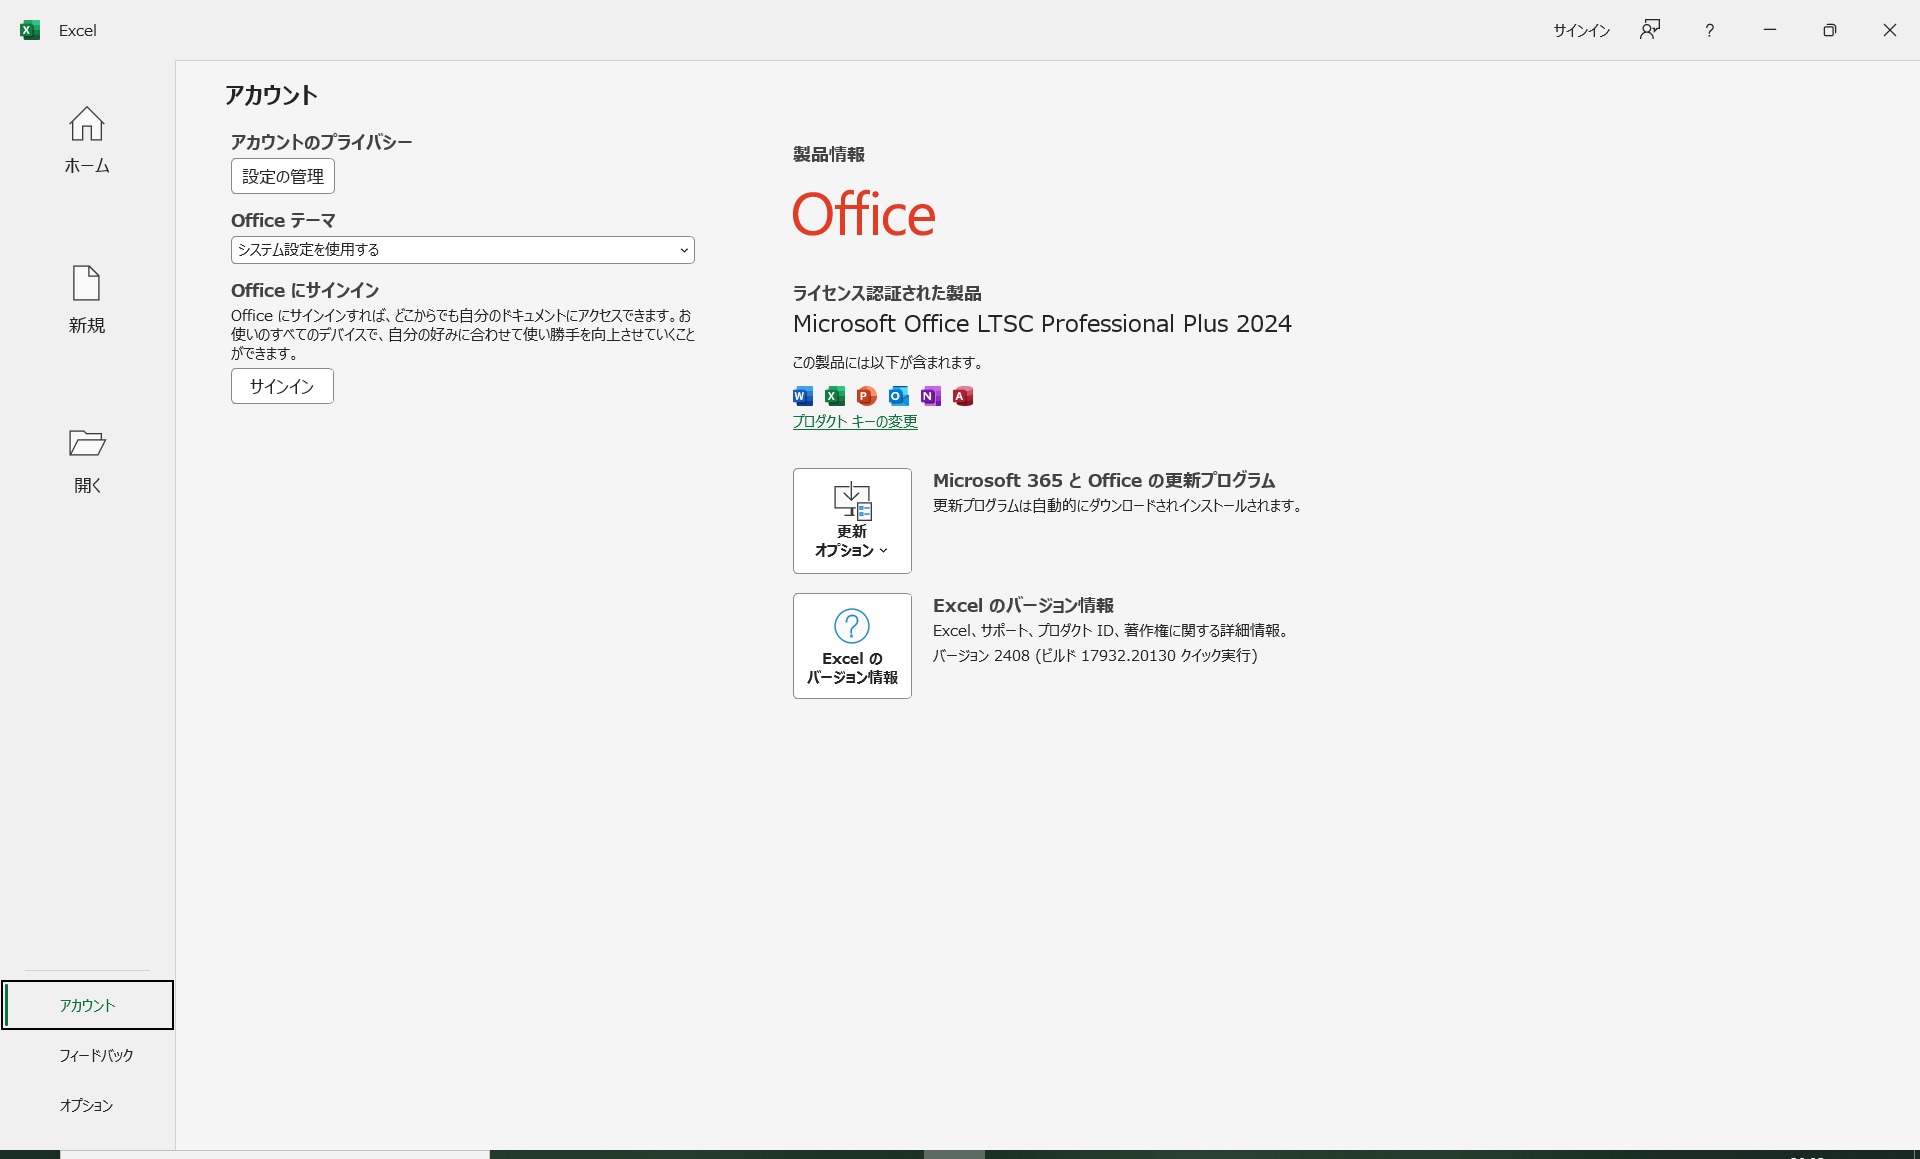 Excel
サインイン
?
ホーム
新規
開く
アカウント
フィードバック
オプション
アカウント
アカウントのプライバシー
設定の管理
Office テーマ
システム設定を使用する
Office にサインイン
Office にサインインすれば、どこからでも自分のドキュメントにアクセスできます。お
使いのすべてのデバイスで、自分の好みに合わせて使い勝手を向上させていくこと
ができます。
サインイン
製品情報
Office
ライセンス認証された製品
Microsoft Office LTSC Professional Plus 2024
この製品には以下が含まれます。
W X P O N A
プロダクト キーの変更
更新
オプション
Microsoft 365 と Office の更新プログラム
更新プログラムは自動的にダウンロードされインストールされます。
Excel の
バージョン情報
Excel のバージョン情報
Excel、サポート、プロダクト ID、著作権に関する詳細情報。
バージョン 2408 (ビルド 17932.20130 クイック実行)